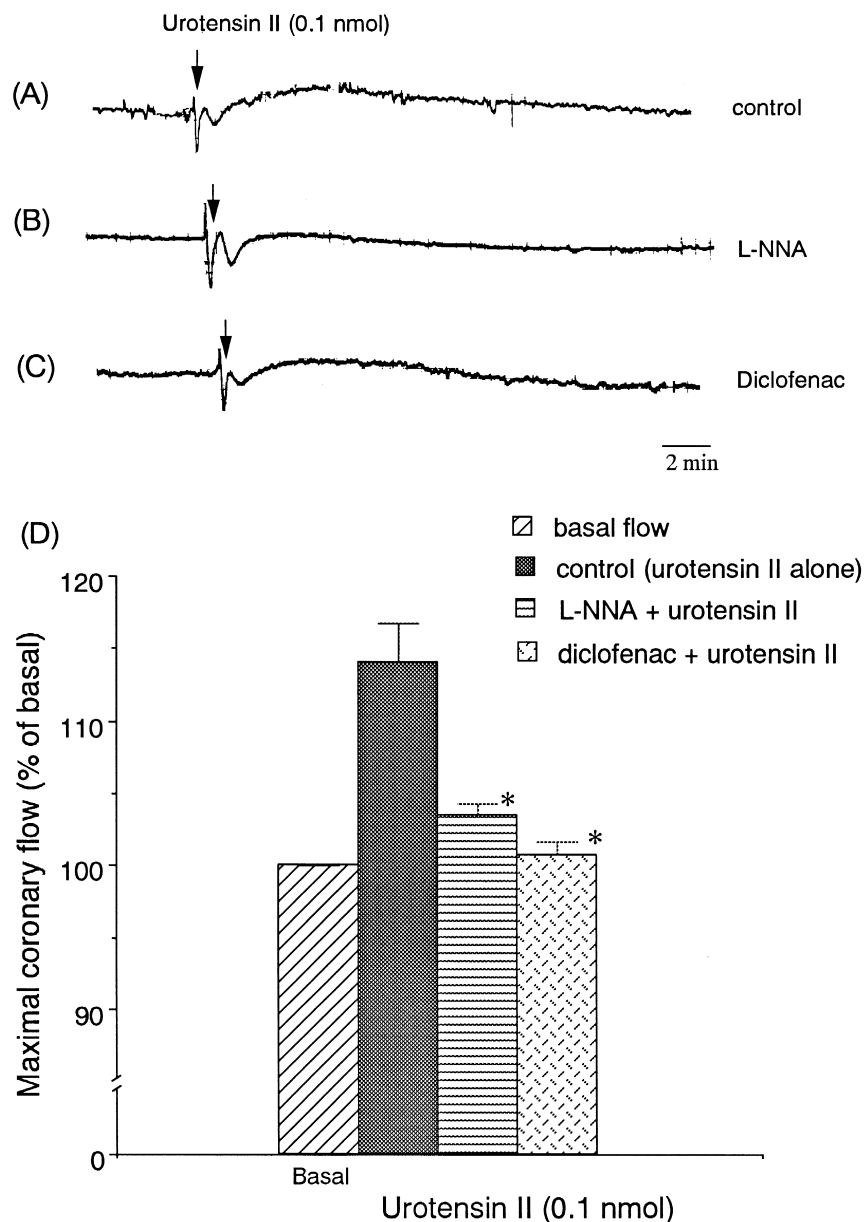 Urotensin II (0.1 nmol)
(A)
control
(B)
L-NNA
(C)
Diclofenac
2 min
(D)
basal flow
control (urotensin II alone)
L-NNA + urotensin II
diclofenac + urotensin II
Maximal coronary flow (% of basal)
120
110
100
90
0
*
*
Basal
Urotensin II (0.1 nmol)